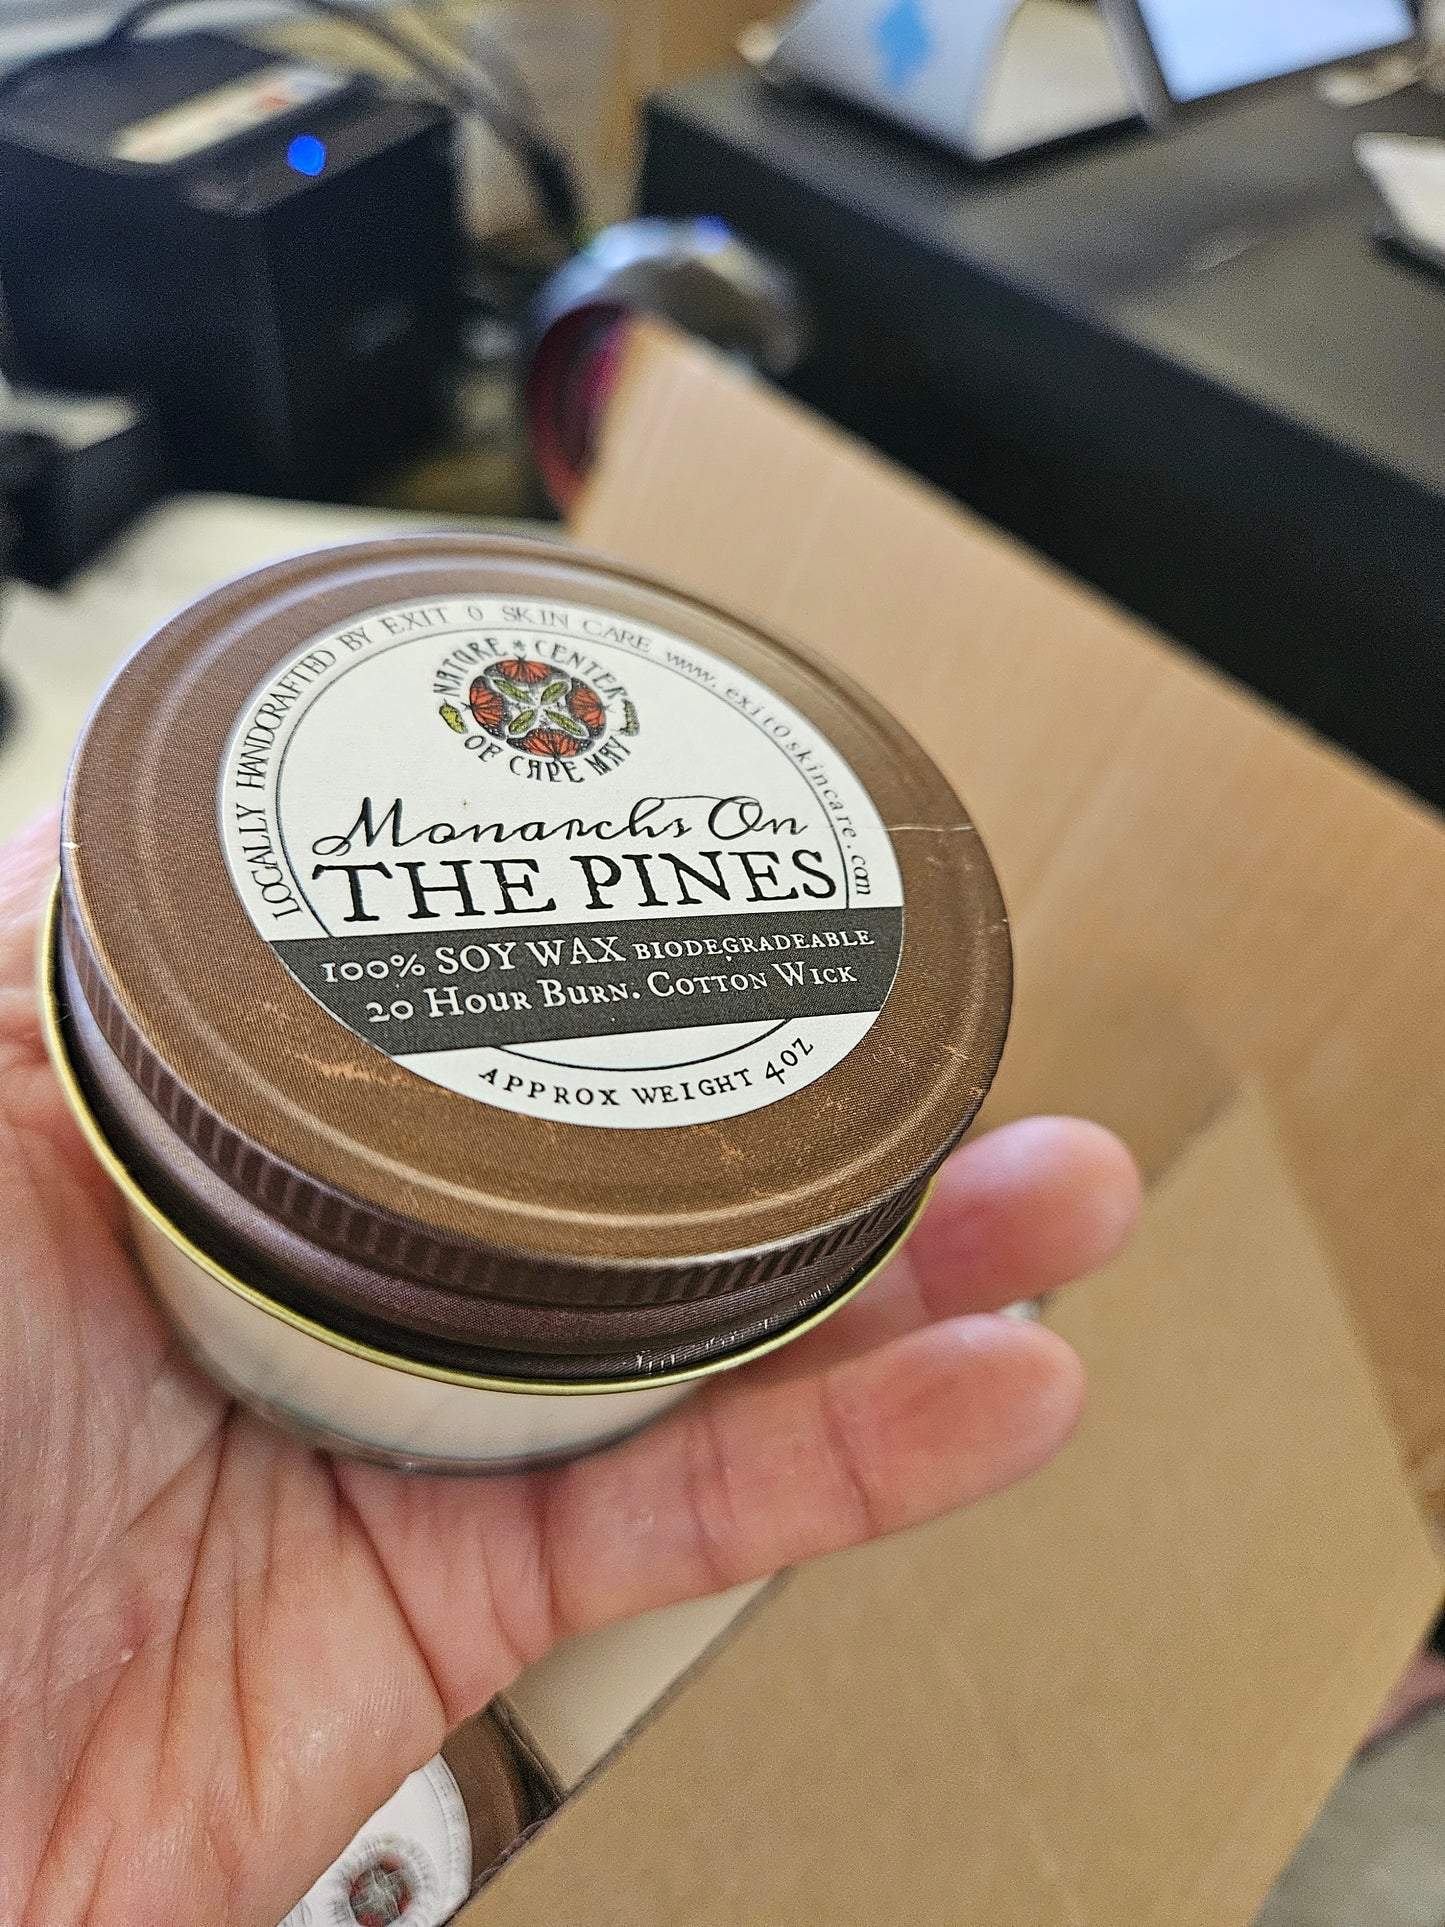 LOCALLY HANDCRAFTED BY EXIT 0 SKIN CARE www.exit0skincare.com
NATURE CENTER
OF CAPE MAY
Monarchs On
THE PINES
100% SOY WAX BIODEGRADEABLE
20 HOUR BURN. COTTON WICK
APPROX WEIGHT 4OZ